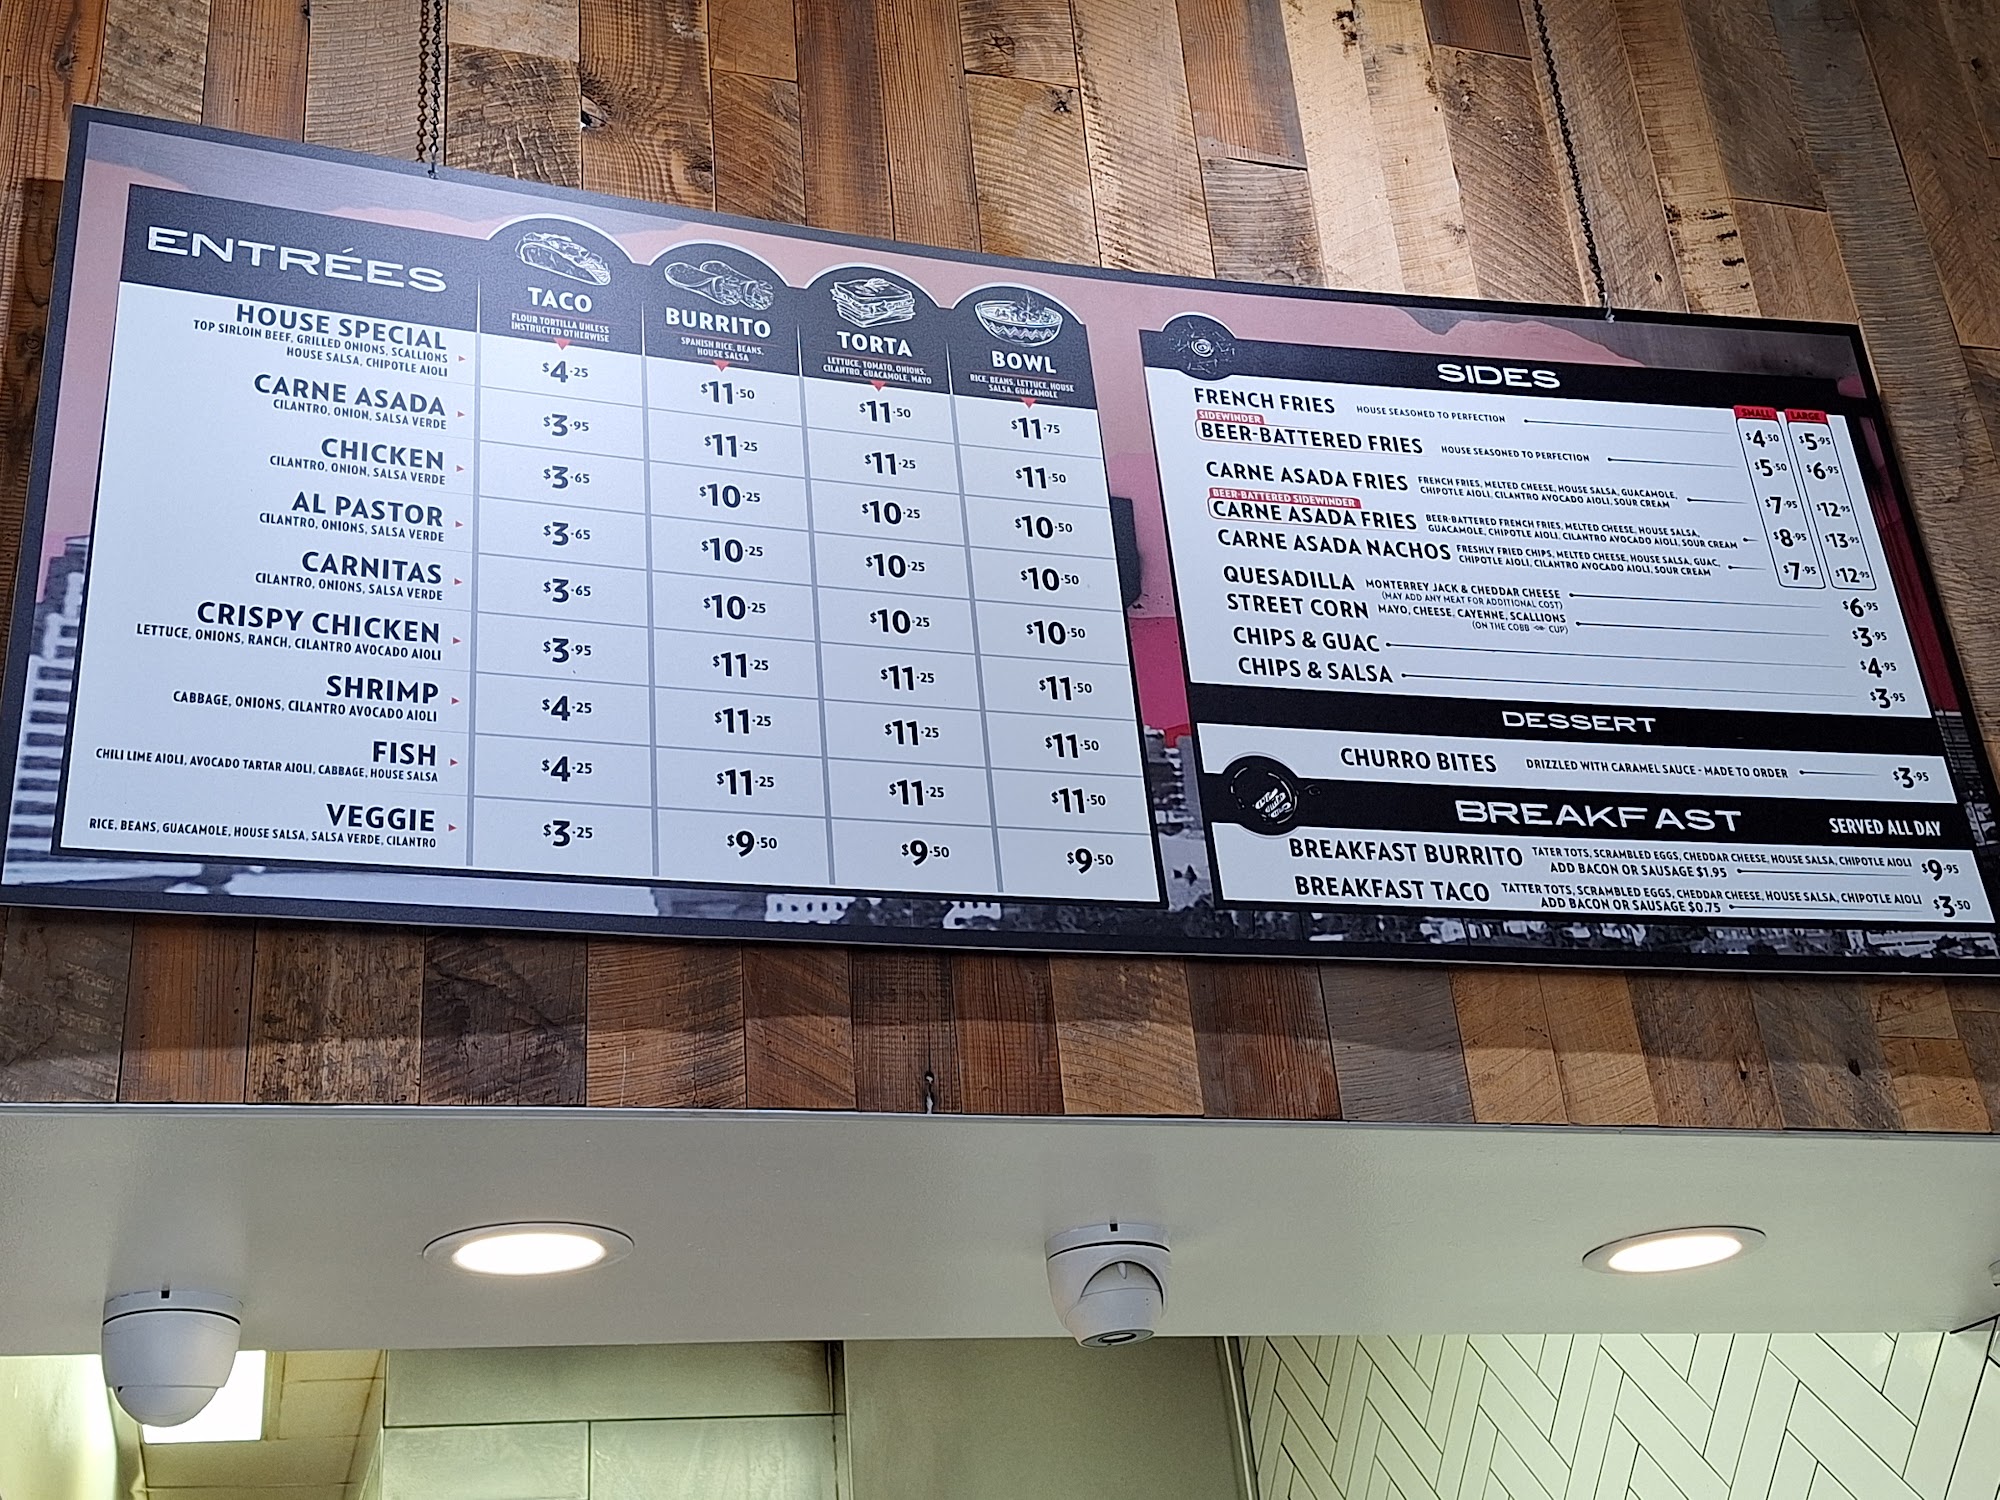 ENTRÉES
TACO
FLOUR TORTILLA UNLESS
INSTRUCTED OTHERWISE
BURRITO
SPANISH RICE, BEANS,
HOUSE SALSA
TORTA
LETTUCE, TOMATO, ONIONS,
CILANTRO, GUACAMOLE, MAYO
BOWL
RICE, BEANS, LETTUCE, HOUSE
SALSA, GUACAMOLE
HOUSE SPECIAL
TOP SIRLOIN BEEF, GRILLED ONIONS, SCALLIONS
HOUSE SALSA, CHIPOTLE AIOLI
$4.25 $11.50 $11.50 $11.75
CARNE ASADA
CILANTRO, ONION, SALSA VERDE
$3.95 $11.25 $11.25 $11.50
CHICKEN
CILANTRO, ONION, SALSA VERDE
$3.65 $10.25 $10.25 $10.50
AL PASTOR
CILANTRO, ONIONS, SALSA VERDE
$3.65 $10.25 $10.25 $10.50
CARNITAS
CILANTRO, ONIONS, SALSA VERDE
$3.65 $10.25 $10.25 $10.50
CRISPY CHICKEN
LETTUCE, ONIONS, RANCH, CILANTRO AVOCADO AIOLI
$3.95 $11.25 $11.25 $11.50
SHRIMP
CABBAGE, ONIONS, CILANTRO AVOCADO AIOLI
$4.25 $11.25 $11.25 $11.50
FISH
CHILI LIME AIOLI, AVOCADO TARTAR AIOLI, CABBAGE, HOUSE SALSA
$4.25 $11.25 $11.25 $11.50
VEGGIE
RICE, BEANS, GUACAMOLE, HOUSE SALSA, SALSA VERDE, CILANTRO
$3.25 $9.50 $9.50 $9.50
SIDES
SMALL LARGE
FRENCH FRIES HOUSE SEASONED TO PERFECTION $4.50 $5.95
SIDEWINDER
BEER-BATTERED FRIES HOUSE SEASONED TO PERFECTION $5.50 $6.95
CARNE ASADA FRIES FRENCH FRIES, MELTED CHEESE, HOUSE SALSA, GUACAMOLE,
CHIPOTLE AIOLI, CILANTRO AVOCADO AIOLI, SOUR CREAM $7.95 $12.95
BEER-BATTERED SIDEWINDER
CARNE ASADA FRIES BEER-BATTERED FRENCH FRIES, MELTED CHEESE, HOUSE SALSA,
GUACAMOLE, CHIPOTLE AIOLI, CILANTRO AVOCADO AIOLI, SOUR CREAM $8.95 $13.95
CARNE ASADA NACHOS FRESHLY FRIED CHIPS, MELTED CHEESE, HOUSE SALSA, GUAC,
CHIPOTLE AIOLI, CILANTRO AVOCADO AIOLI, SOUR CREAM $7.95 $12.95
QUESADILLA MONTERREY JACK & CHEDDAR CHEESE $6.95
(MAY ADD ANY MEAT FOR ADDITIONAL COST)
STREET CORN MAYO, CHEESE, CAYENNE, SCALLIONS $3.95
(ON THE COBB OR CUP)
CHIPS & GUAC $4.95
CHIPS & SALSA $3.95
DESSERT
CHURRO BITES DRIZZLED WITH CARAMEL SAUCE - MADE TO ORDER $3.95
BREAKFAST SERVED ALL DAY
BREAKFAST BURRITO TATER TOTS, SCRAMBLED EGGS, CHEDDAR CHEESE, HOUSE SALSA, CHIPOTLE AIOLI $9.95
ADD BACON OR SAUSAGE $1.95
BREAKFAST TACO TATTER TOTS, SCRAMBLED EGGS, CHEDDAR CHEESE, HOUSE SALSA, CHIPOTLE AIOLI $3.50
ADD BACON OR SAUSAGE $0.75